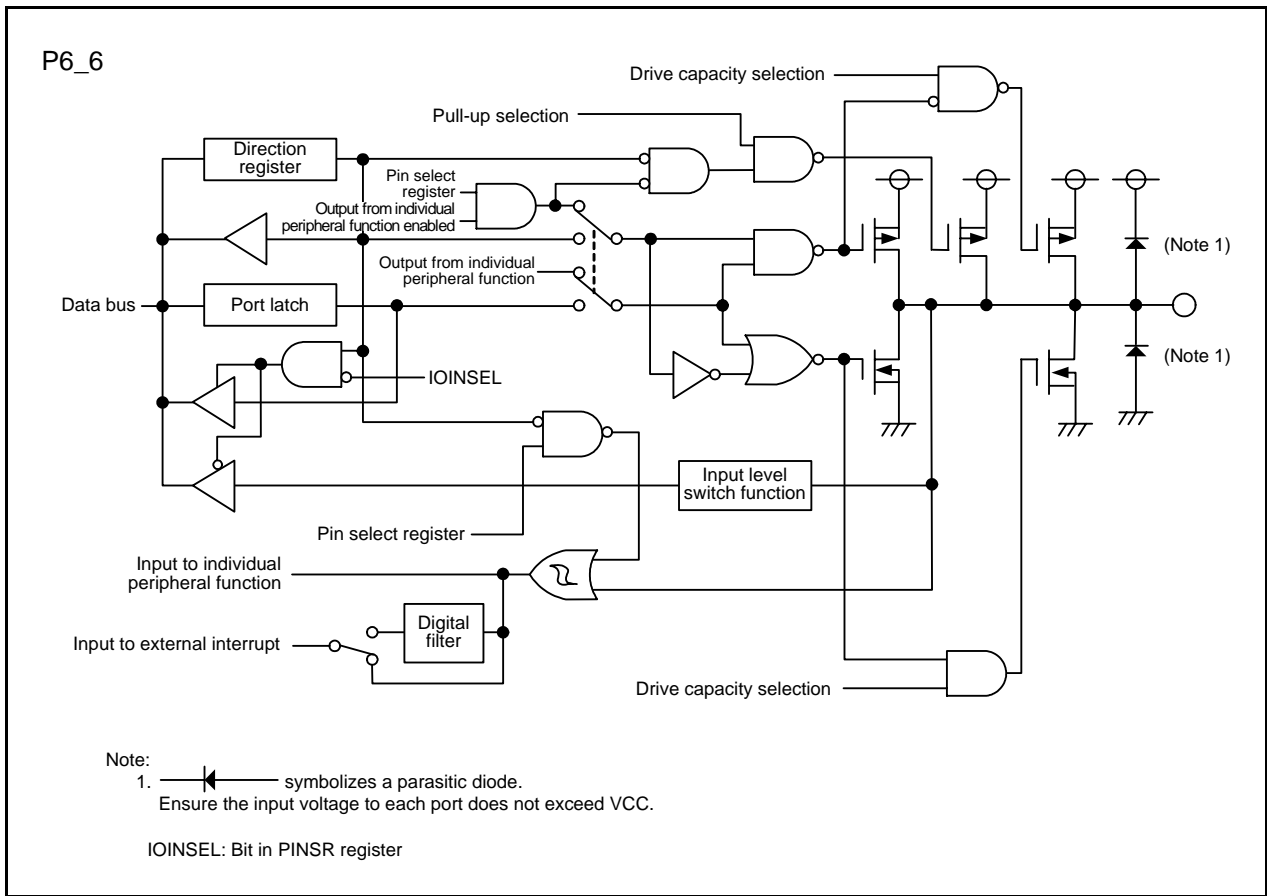 P6_6
Drive capacity selection
Pull-up selection
Direction
register
Pin select
register
Output from individual
peripheral function enabled
Output from individual
peripheral function
(Note 1)
Data bus
Port latch
(Note 1)
IOINSEL
Input level
switch function
Pin select register
Input to individual
peripheral function
Digital
filter
Input to external interrupt
Drive capacity selection
Note:
1. symbolizes a parasitic diode.
Ensure the input voltage to each port does not exceed VCC.
IOINSEL: Bit in PINSR register